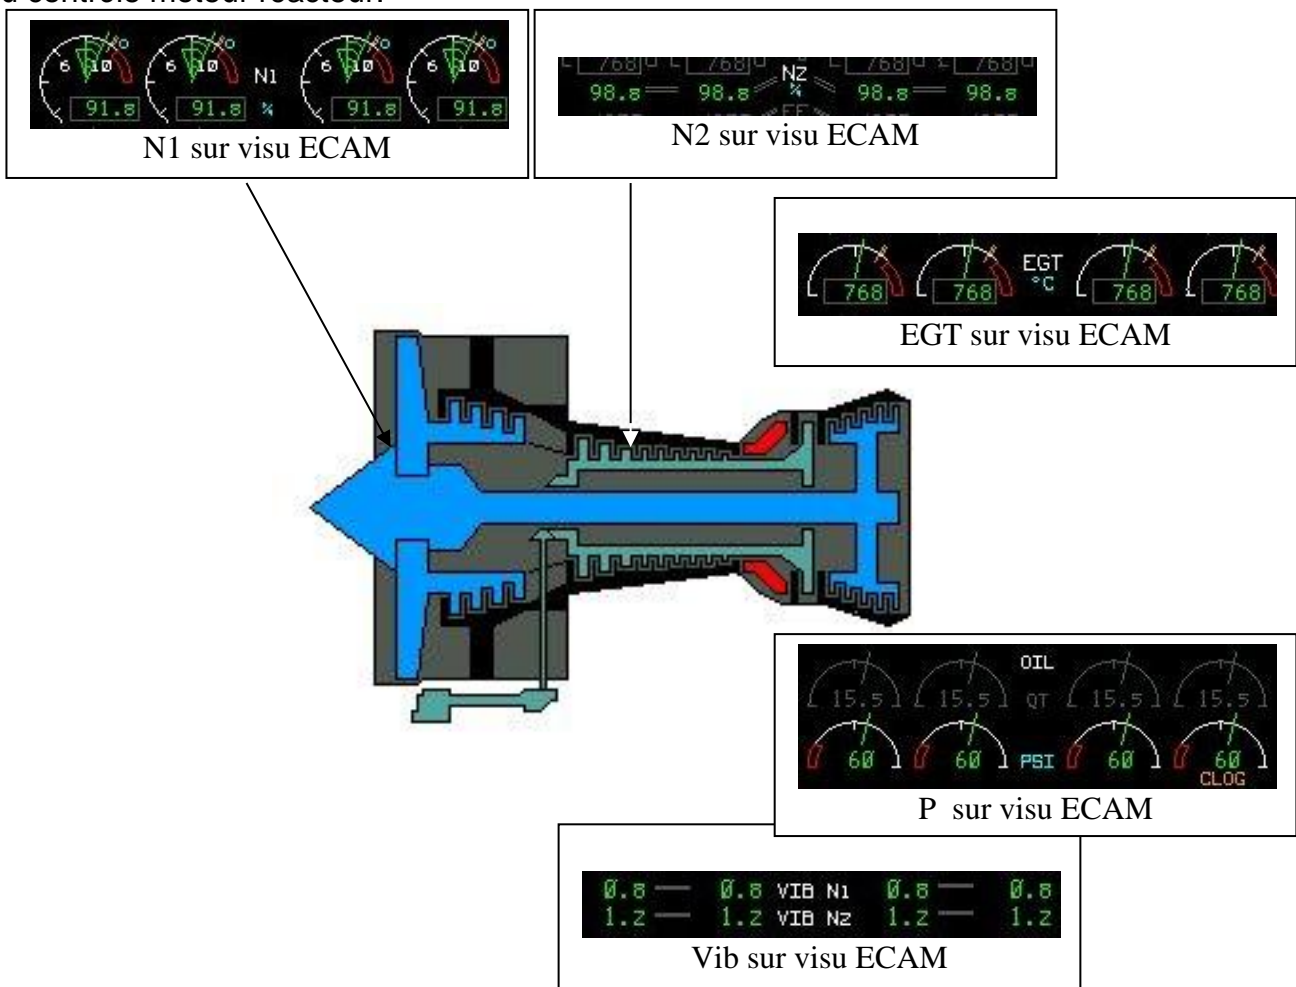 u contrôle moteur réacteur.
6 10 6 10 N1 6 10 6 10
91.8 91.8 % 91.8 91.8
N1 sur visu ECAM
768 768 N2 768 768
98.8 98.8 % 98.8 98.8
FF
N2 sur visu ECAM
EGT
°C
768 768 768 768
EGT sur visu ECAM
OIL
15.5 15.5 QT 15.5 15.5
60 60 PSI 60 60
CLOG
P sur visu ECAM
0.8 0.8 VIB N1 0.8 0.8
1.2 1.2 VIB N2 1.2 1.2
Vib sur visu ECAM